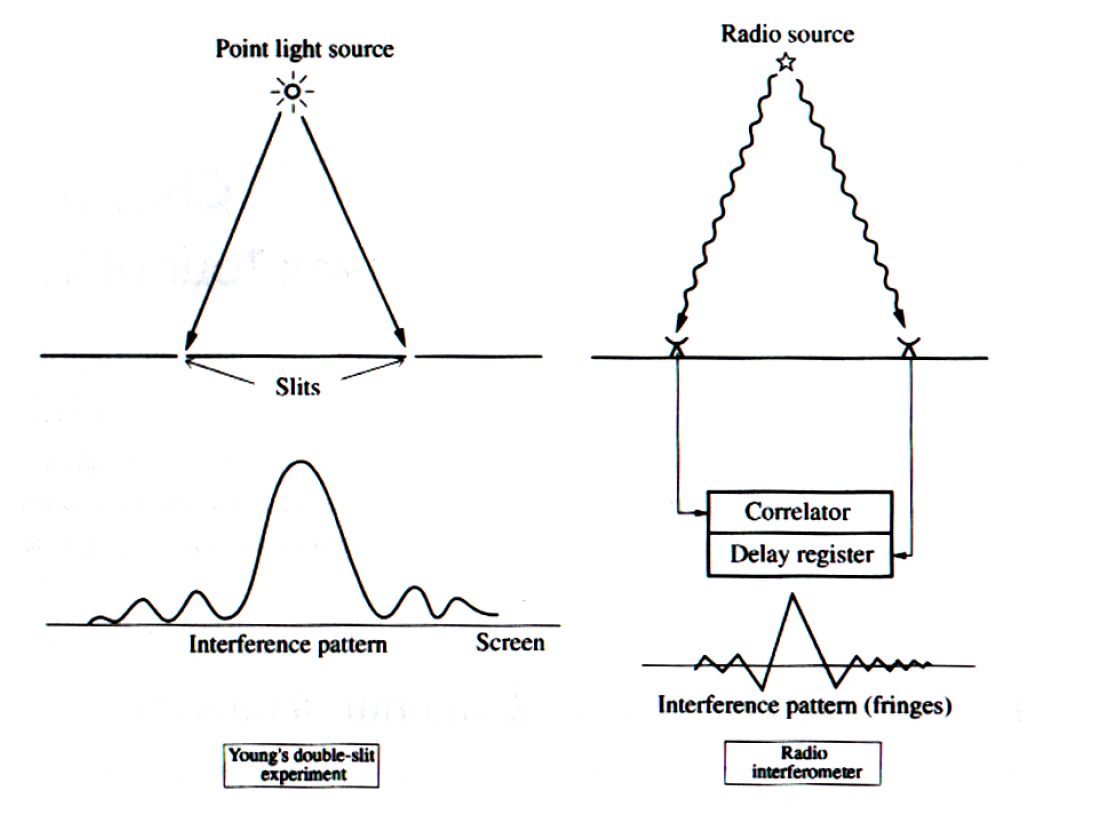 Point light source
Slits
Interference pattern
Screen
Young's double-slit
experiment
Radio source
Correlator
Delay register
Interference pattern (fringes)
Radio
interferometer